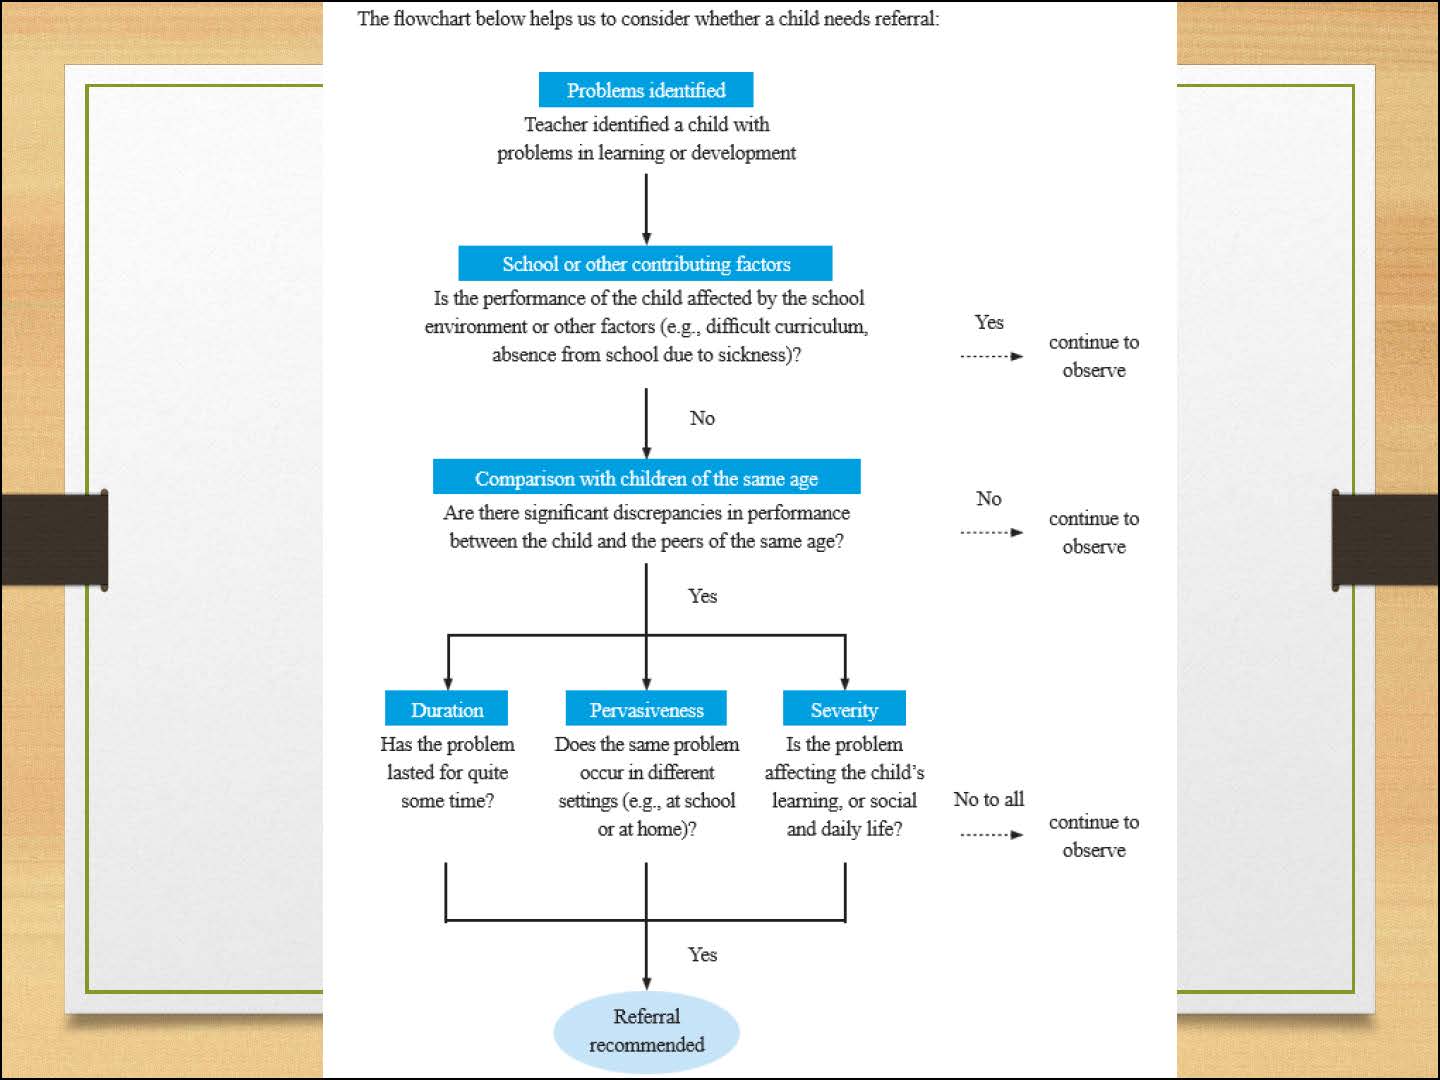 The flowchart below helps us to consider whether a child needs referral:
Problems identified
Teacher identified a child with
problems in learning or development
School or other contributing factors
Is the performance of the child affected by the school
environment or other factors (e.g., difficult curriculum,
absence from school due to sickness)?
Yes
continue to
observe
No
Comparison with children of the same age
Are there significant discrepancies in performance
between the child and the peers of the same age?
No
continue to
observe
Yes
Duration
Has the problem
lasted for quite
some time?
Pervasiveness
Does the same problem
occur in different
settings (e.g., at school
or at home)?
Severity
Is the problem
affecting the child's
learning, or social
and daily life?
No to all
continue to
observe
Yes
Referral
recommended